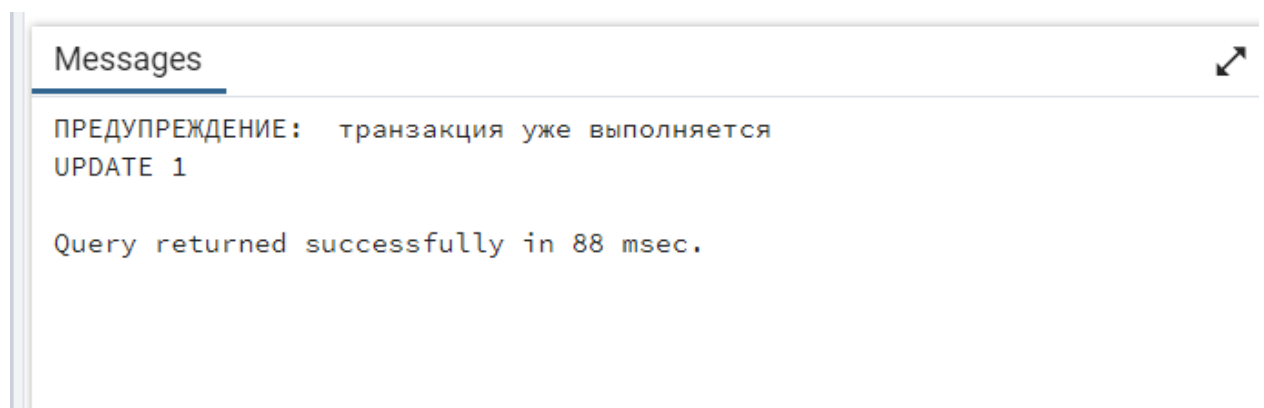 Messages
ПРЕДУПРЕЖДЕНИЕ:  транзакция уже выполняется
UPDATE 1
Query returned successfully in 88 msec.